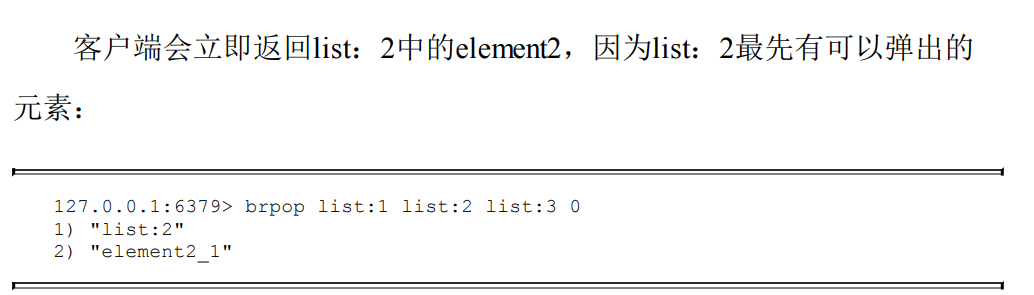 客户端会立即返回list：2中的element2，因为list：2最先有可以弹出的
元素：
127.0.0.1:6379> brpop list:1 list:2 list:3 0
1) "list:2"
2) "element2_1"